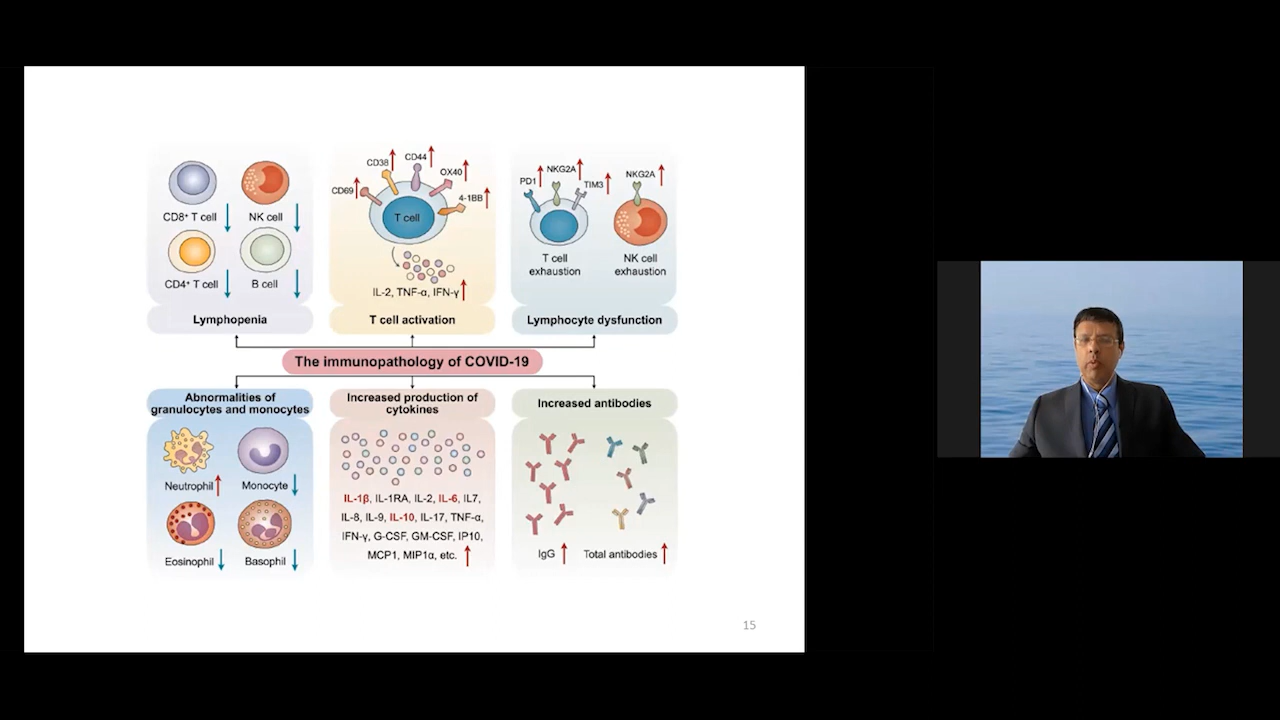 CD8⁺ T cell
NK cell
CD4⁺ T cell
B cell
Lymphopenia
CD69
CD38
CD44
OX40
4-1BB
T cell
IL-2, TNF-α, IFN-γ
T cell activation
PD1
NKG2A
TIM3
NKG2A
T cell
exhaustion
NK cell
exhaustion
Lymphocyte dysfunction
The immunopathology of COVID-19
Abnormalities of
granulocytes and monocytes
Neutrophil
Monocyte
Eosinophil
Basophil
Increased production of
cytokines
IL-1β, IL-1RA, IL-2, IL-6, IL7,
IL-8, IL-9, IL-10, IL-17, TNF-α,
IFN-γ, G-CSF, GM-CSF, IP10,
MCP1, MIP1α, etc.
Increased antibodies
IgG
Total antibodies
15